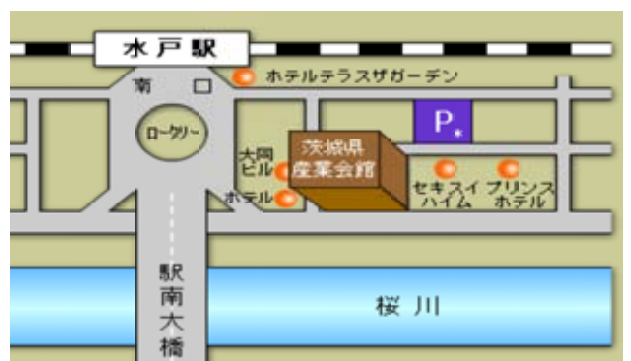 水戸駅
南 口
ホテルテラスザガーデン
ロータリー
P*
大同
ビル
茨城県
産業会館
ホテル
セキスイ
ハイム
プリンス
ホテル
駅南大橋
桜 川